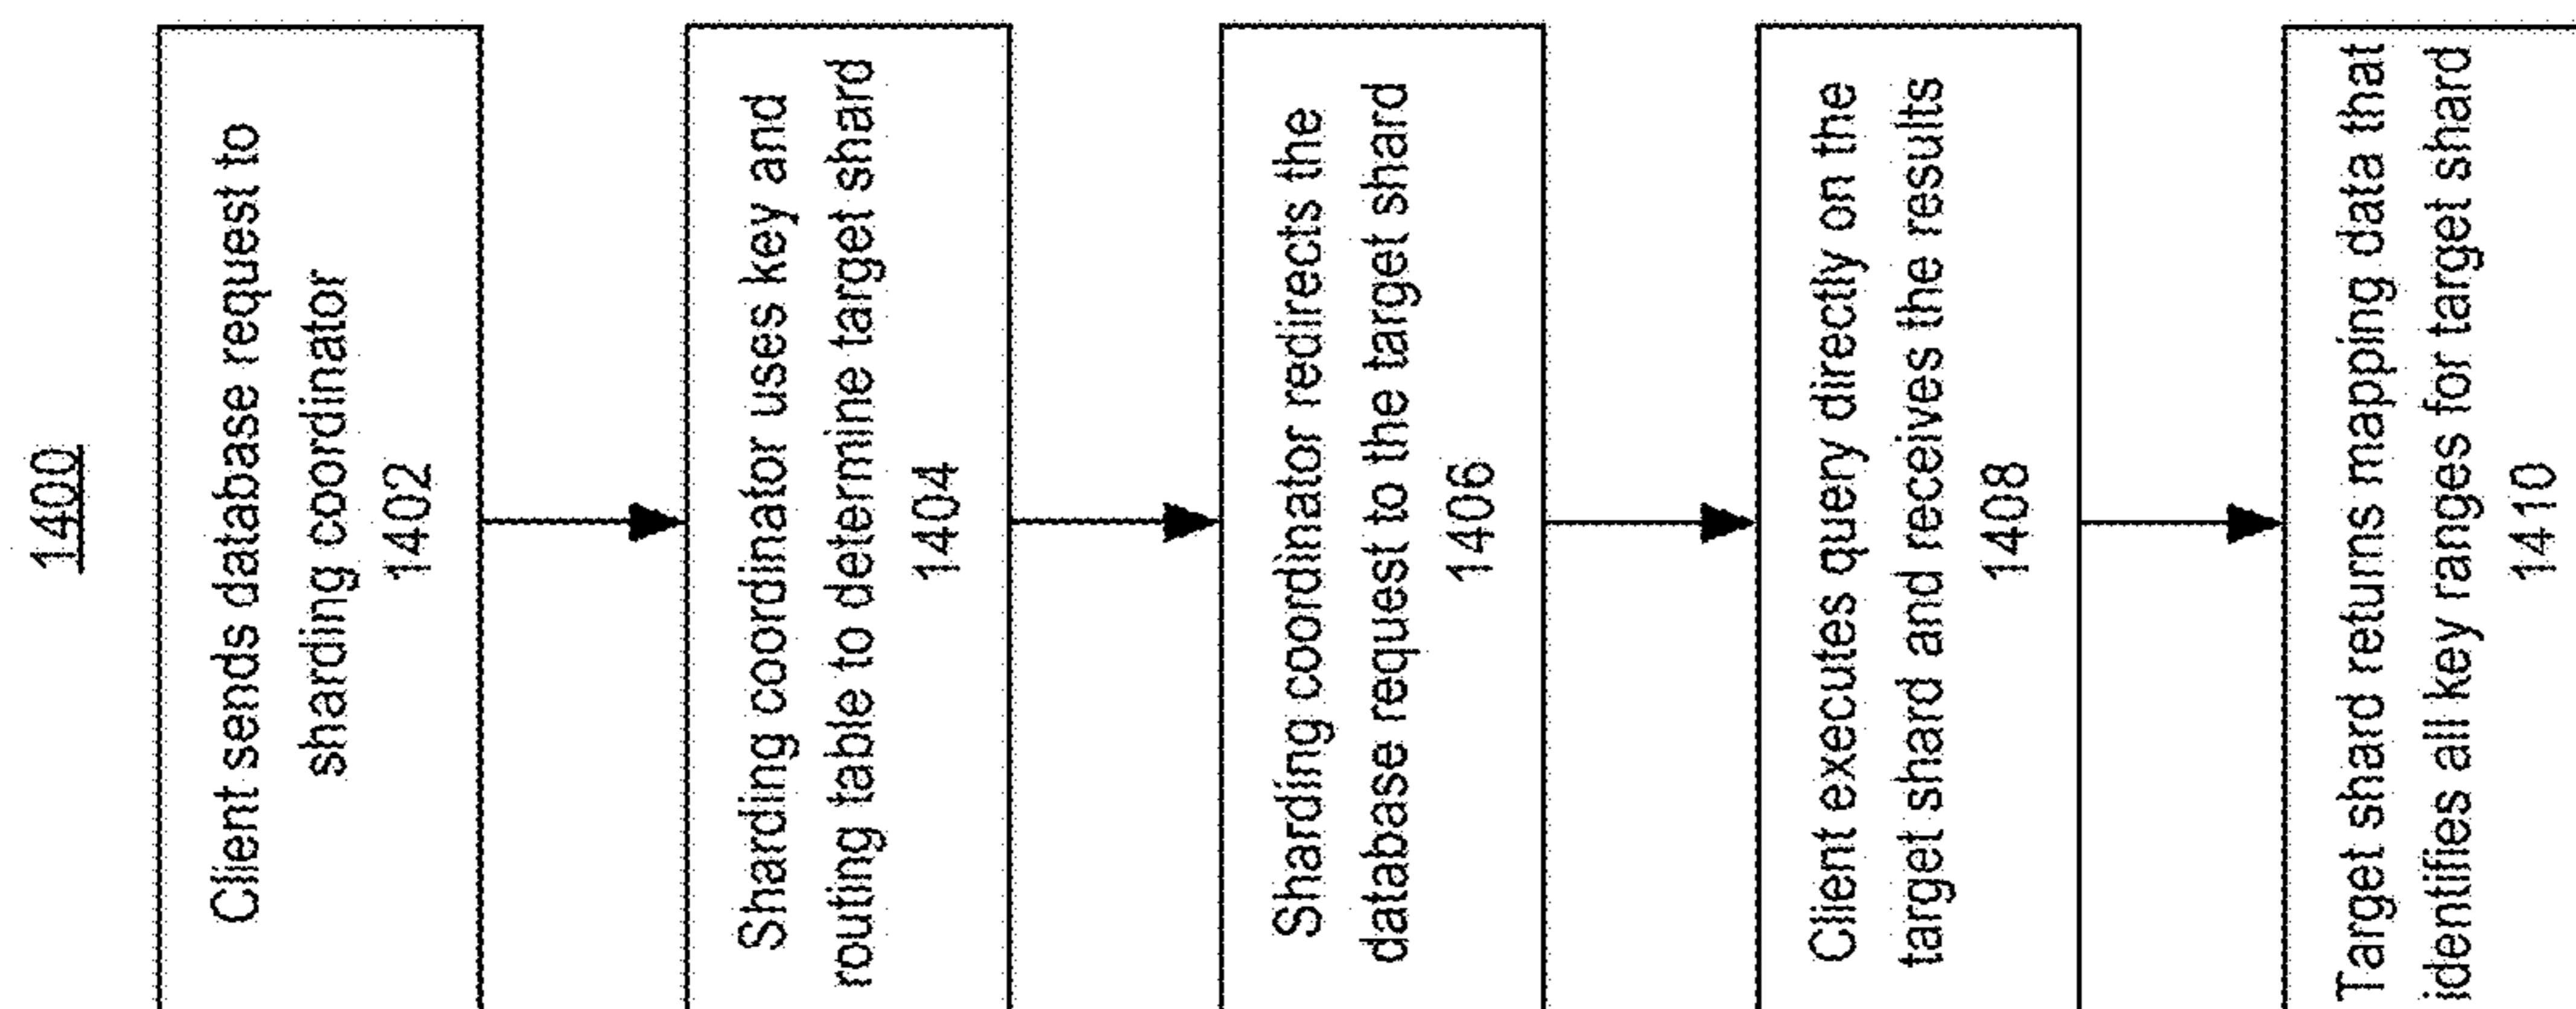 1400
Client sends database request to
sharding coordinator
1402
Sharding coordinator uses key and
routing table to determine target shard
1404
Sharding coordinator redirects the
database request to the target shard
1406
Client executes query directly on the
target shard and receives the results
1408
Target shard returns mapping data that
identifies all key ranges for target shard
1410